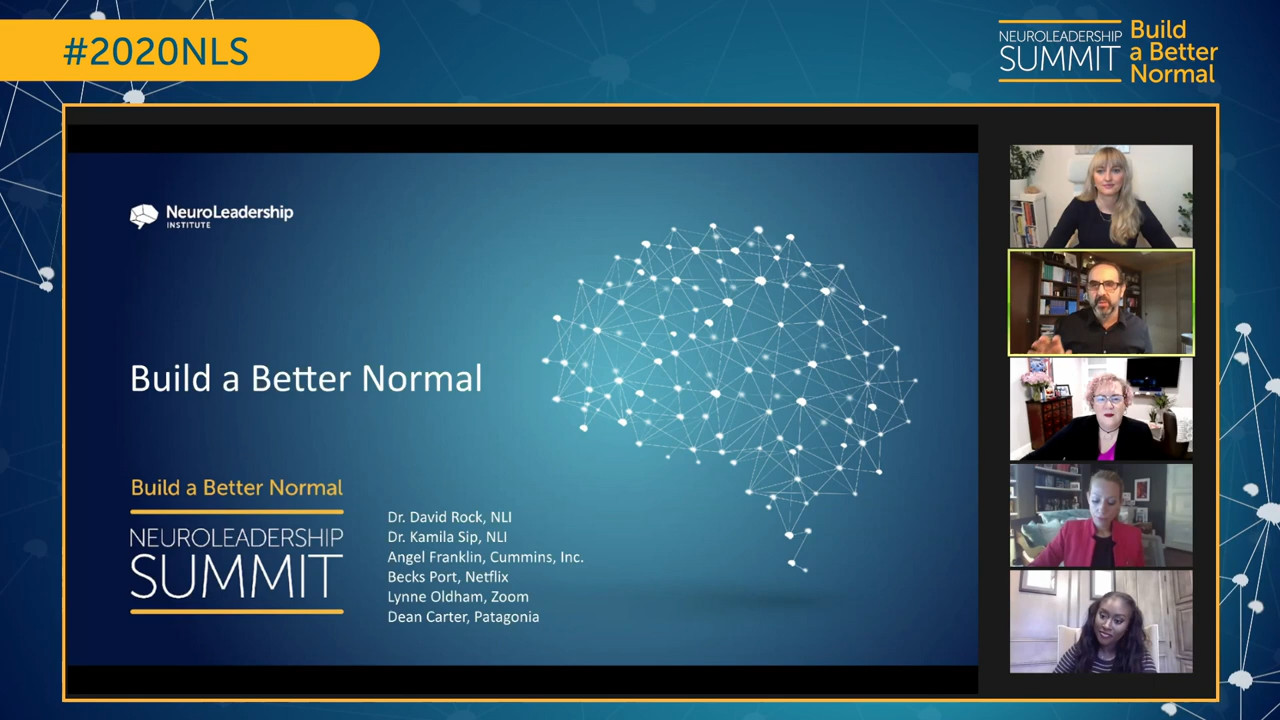 #2020NLS
NEUROLEADERSHIP
SUMMIT
Build
a Better
Normal
NeuroLeadership
INSTITUTE
Build a Better Normal
Build a Better Normal
NEUROLEADERSHIP
SUMMIT
Dr. David Rock, NLI
Dr. Kamila Sip, NLI
Angel Franklin, Cummins, Inc.
Becks Port, Netflix
Lynne Oldham, Zoom
Dean Carter, Patagonia